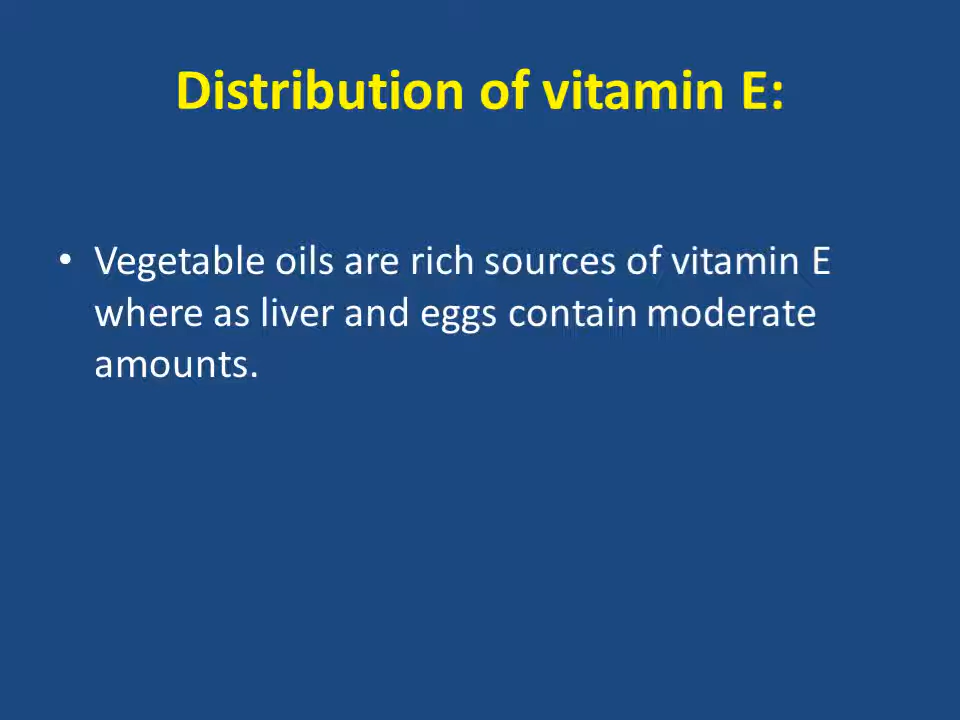 Distribution of vitamin E:
• Vegetable oils are rich sources of vitamin E
where as liver and eggs contain moderate
amounts.